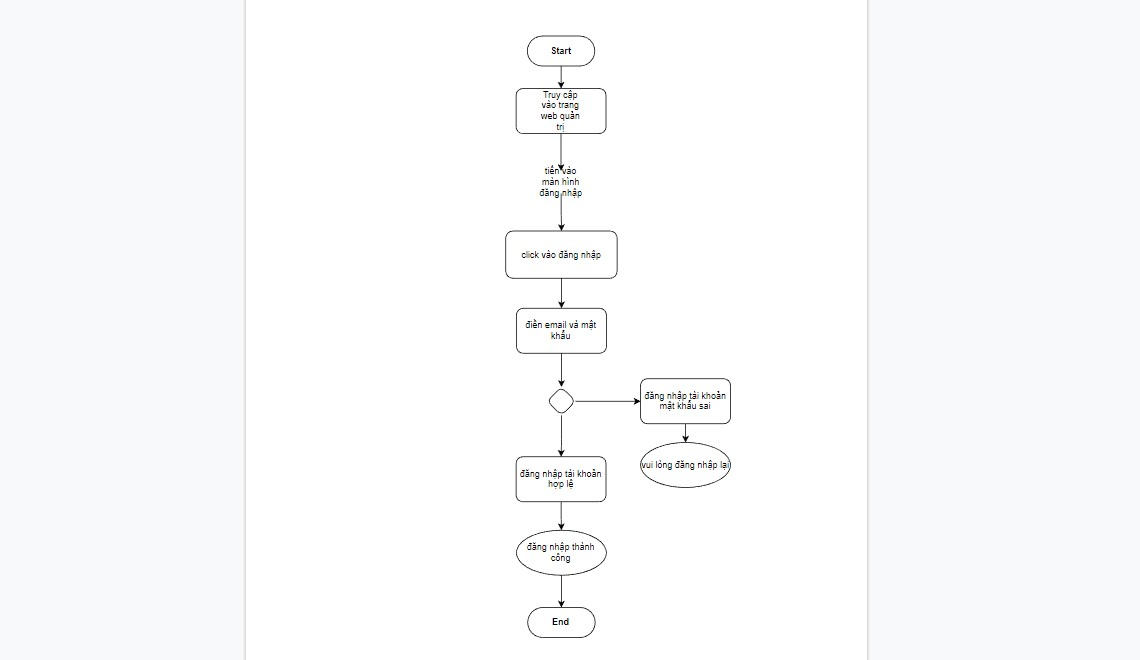 Start
Truy cập
vào trang
web quản
trị
tiến vào
màn hình
đăng nhập
click vào đăng nhập
điền email và mật
khẩu
đăng nhập tài khoản
mật khẩu sai
vui lòng đăng nhập lại
đăng nhập tài khoản
hợp lệ
đăng nhập thành
công
End